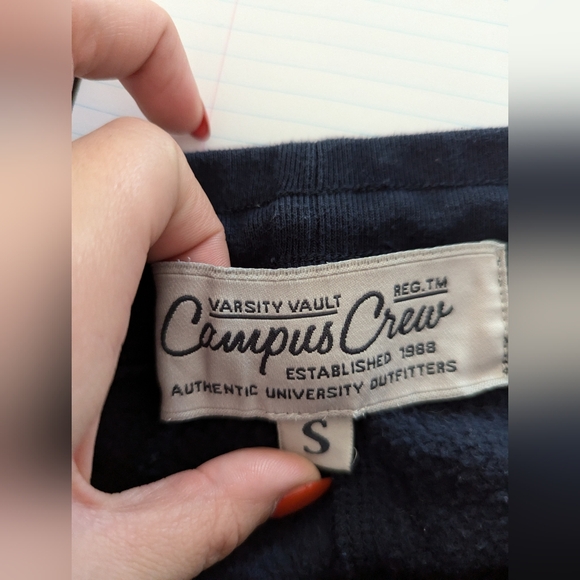 VARSITY VAULT REG.TM
Campus Crew
ESTABLISHED 1988
AUTHENTIC UNIVERSITY OUTFITTERS
S